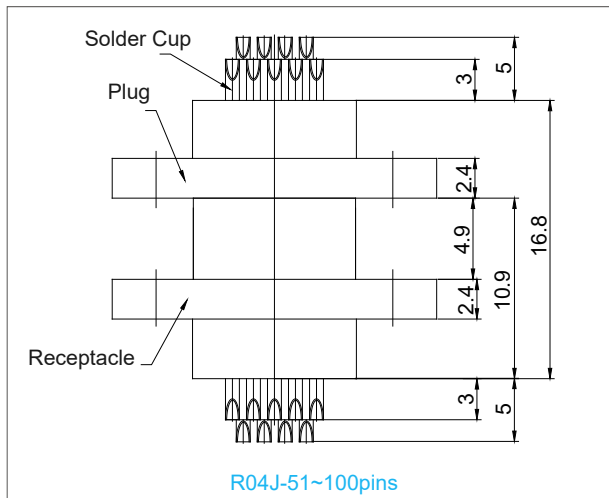 Solder Cup
Plug
3
5
2.4
4.9
16.8
10.9
2.4
Receptacle
3
5
R04J-51~100pins